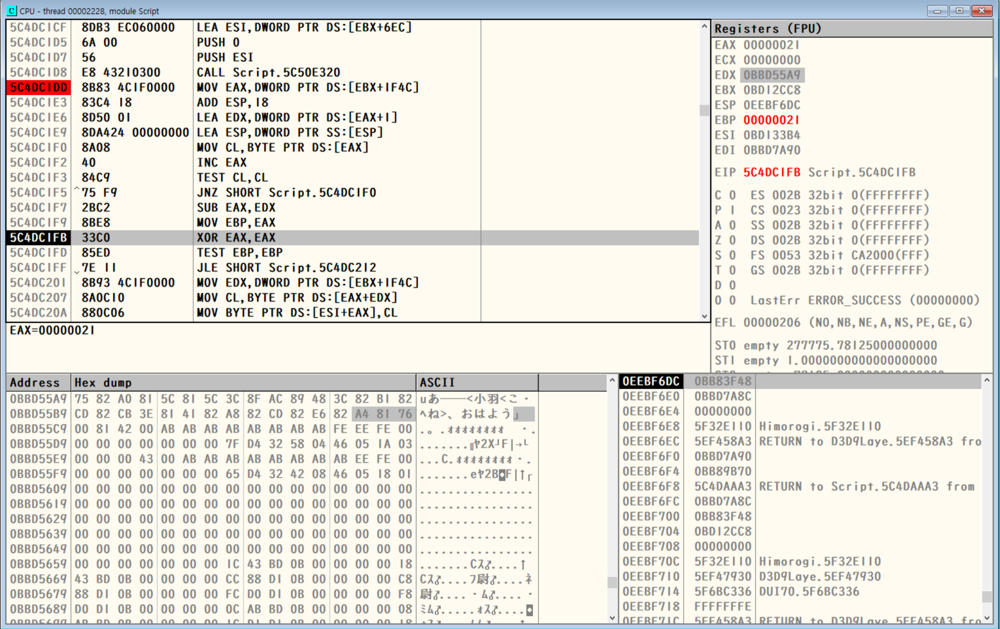 CPU - thread 00002228, module Script
5C4DC1CF 8DB3 EC060000 LEA ESI,DWORD PTR DS:[EBX+6EC]
5C4DC1D5 6A 00 PUSH 0
5C4DC1D7 56 PUSH ESI
5C4DC1D8 E8 43210300 CALL Script.5C50E320
5C4DC1DD 8B83 4C1F0000 MOV EAX,DWORD PTR DS:[EBX+1F4C]
5C4DC1E3 83C4 18 ADD ESP,18
5C4DC1E6 8D50 01 LEA EDX,DWORD PTR DS:[EAX+1]
5C4DC1E9 8DA424 00000000 LEA ESP,DWORD PTR SS:[ESP]
5C4DC1F0 8A08 MOV CL,BYTE PTR DS:[EAX]
5C4DC1F2 40 INC EAX
5C4DC1F3 84C9 TEST CL,CL
5C4DC1F5 ^75 F9 JNZ SHORT Script.5C4DC1F0
5C4DC1F7 2BC2 SUB EAX,EDX
5C4DC1F9 8BE8 MOV EBP,EAX
5C4DC1FB 33C0 XOR EAX,EAX
5C4DC1FD 85ED TEST EBP,EBP
5C4DC1FF 7E 11 JLE SHORT Script.5C4DC212
5C4DC201 8B93 4C1F0000 MOV EDX,DWORD PTR DS:[EBX+1F4C]
5C4DC207 8A0C10 MOV CL,BYTE PTR DS:[EAX+EDX]
5C4DC20A 880C06 MOV BYTE PTR DS:[ESI+EAX],CL
EAX=00000021
Registers (FPU)
EAX 00000021
ECX 00000000
EDX 0BBD55A9
EBX 0BD12CC8
ESP 0EEBF6DC
EBP 00000021
ESI 0BD133B4
EDI 0BBD7A90
EIP 5C4DC1FB Script.5C4DC1FB
C 0 ES 002B 32bit 0(FFFFFFFF)
P 1 CS 0023 32bit 0(FFFFFFFF)
A 0 SS 002B 32bit 0(FFFFFFFF)
Z 0 DS 002B 32bit 0(FFFFFFFF)
S 0 FS 0053 32bit CA2000(FFF)
T 0 GS 002B 32bit 0(FFFFFFFF)
D 0
O 0 LastErr ERROR_SUCCESS (00000000)
EFL 00000206 (NO,NB,NE,A,NS,PE,GE,G)
ST0 empty 277775.78125000000000
ST1 empty 1.0000000000000000000
Address Hex dump ASCII
0BBD55A9 75 82 A0 81 5C 81 5C 3C 8F AC 89 48 3C 82 B1 82 uあ――<小羽<こ・
0BBD55B9 CD 82 CB 3E 81 41 82 A8 82 CD 82 E6 82 A4 81 76 ヘね>、おはよう」
0BBD55C9 00 81 42 00 AB AB AB AB AB AB AB AB FE EE FE 00 .。.ォォォォォォォォ ・.
0BBD55D9 00 00 00 00 00 00 00 7F D4 32 58 04 46 05 1A 03 .......ヤ2X┘F|→└
0BBD55E9 00 00 00 43 00 AB AB AB AB AB AB AB AB EE FE 00 ...C.ォォォォォォォォ・.
0BBD55F9 00 00 00 00 00 00 00 65 D4 32 42 08 46 05 18 01 .......eヤ2B◘F|↑┌
0BBD5609 00 00 00 00 00 00 00 00 00 00 00 00 00 00 00 00 ................
0BBD5619 00 00 00 00 00 00 00 00 00 00 00 00 00 00 00 00 ................
0BBD5629 00 00 00 00 00 00 00 00 00 00 00 00 00 00 00 00 ................
0BBD5639 00 00 00 00 00 00 00 00 00 00 00 00 00 00 00 00 ................
0BBD5649 00 00 00 00 00 00 00 00 00 00 00 00 00 00 00 00 ................
0BBD5659 00 00 00 00 00 00 00 1C 43 BD 0B 00 00 00 00 18 .......Cス♂....↑
0BBD5669 43 BD 0B 00 00 00 00 CC 88 D1 0B 00 00 00 00 C8 Cス♂....フ尉♂....ネ
0BBD5679 88 D1 0B 00 00 00 00 FC D0 D1 0B 00 00 00 00 F8 尉♂....・ム♂....・
0BBD5689 D0 D1 0B 00 00 00 00 0C AB BD 0B 00 00 00 00 08 ミム♂.....ォス♂....◘
0EEBF6DC 0BB83F48
0EEBF6E0 0BBD7A8C
0EEBF6E4 00000000
0EEBF6E8 5F32E110 Himorogi.5F32E110
0EEBF6EC 5EF458A3 RETURN to D3D9Laye.5EF458A3 fro
0EEBF6F0 0BBD7A90
0EEBF6F4 0BB89B70
0EEBF6F8 5C4DAAA3 RETURN to Script.5C4DAAA3 from
0EEBF6FC 0BBD7A8C
0EEBF700 0BB83F48
0EEBF704 0BD12CC8
0EEBF708 00000000
0EEBF70C 5F32E110 Himorogi.5F32E110
0EEBF710 5EF47930 D3D9Laye.5EF47930
0EEBF714 5F6BC336 DUI70.5F6BC336
0EEBF718 FFFFFFFE
0EEBF71C 5EF458A3 RETURN to D3D9Laye.5EF458A3 fro